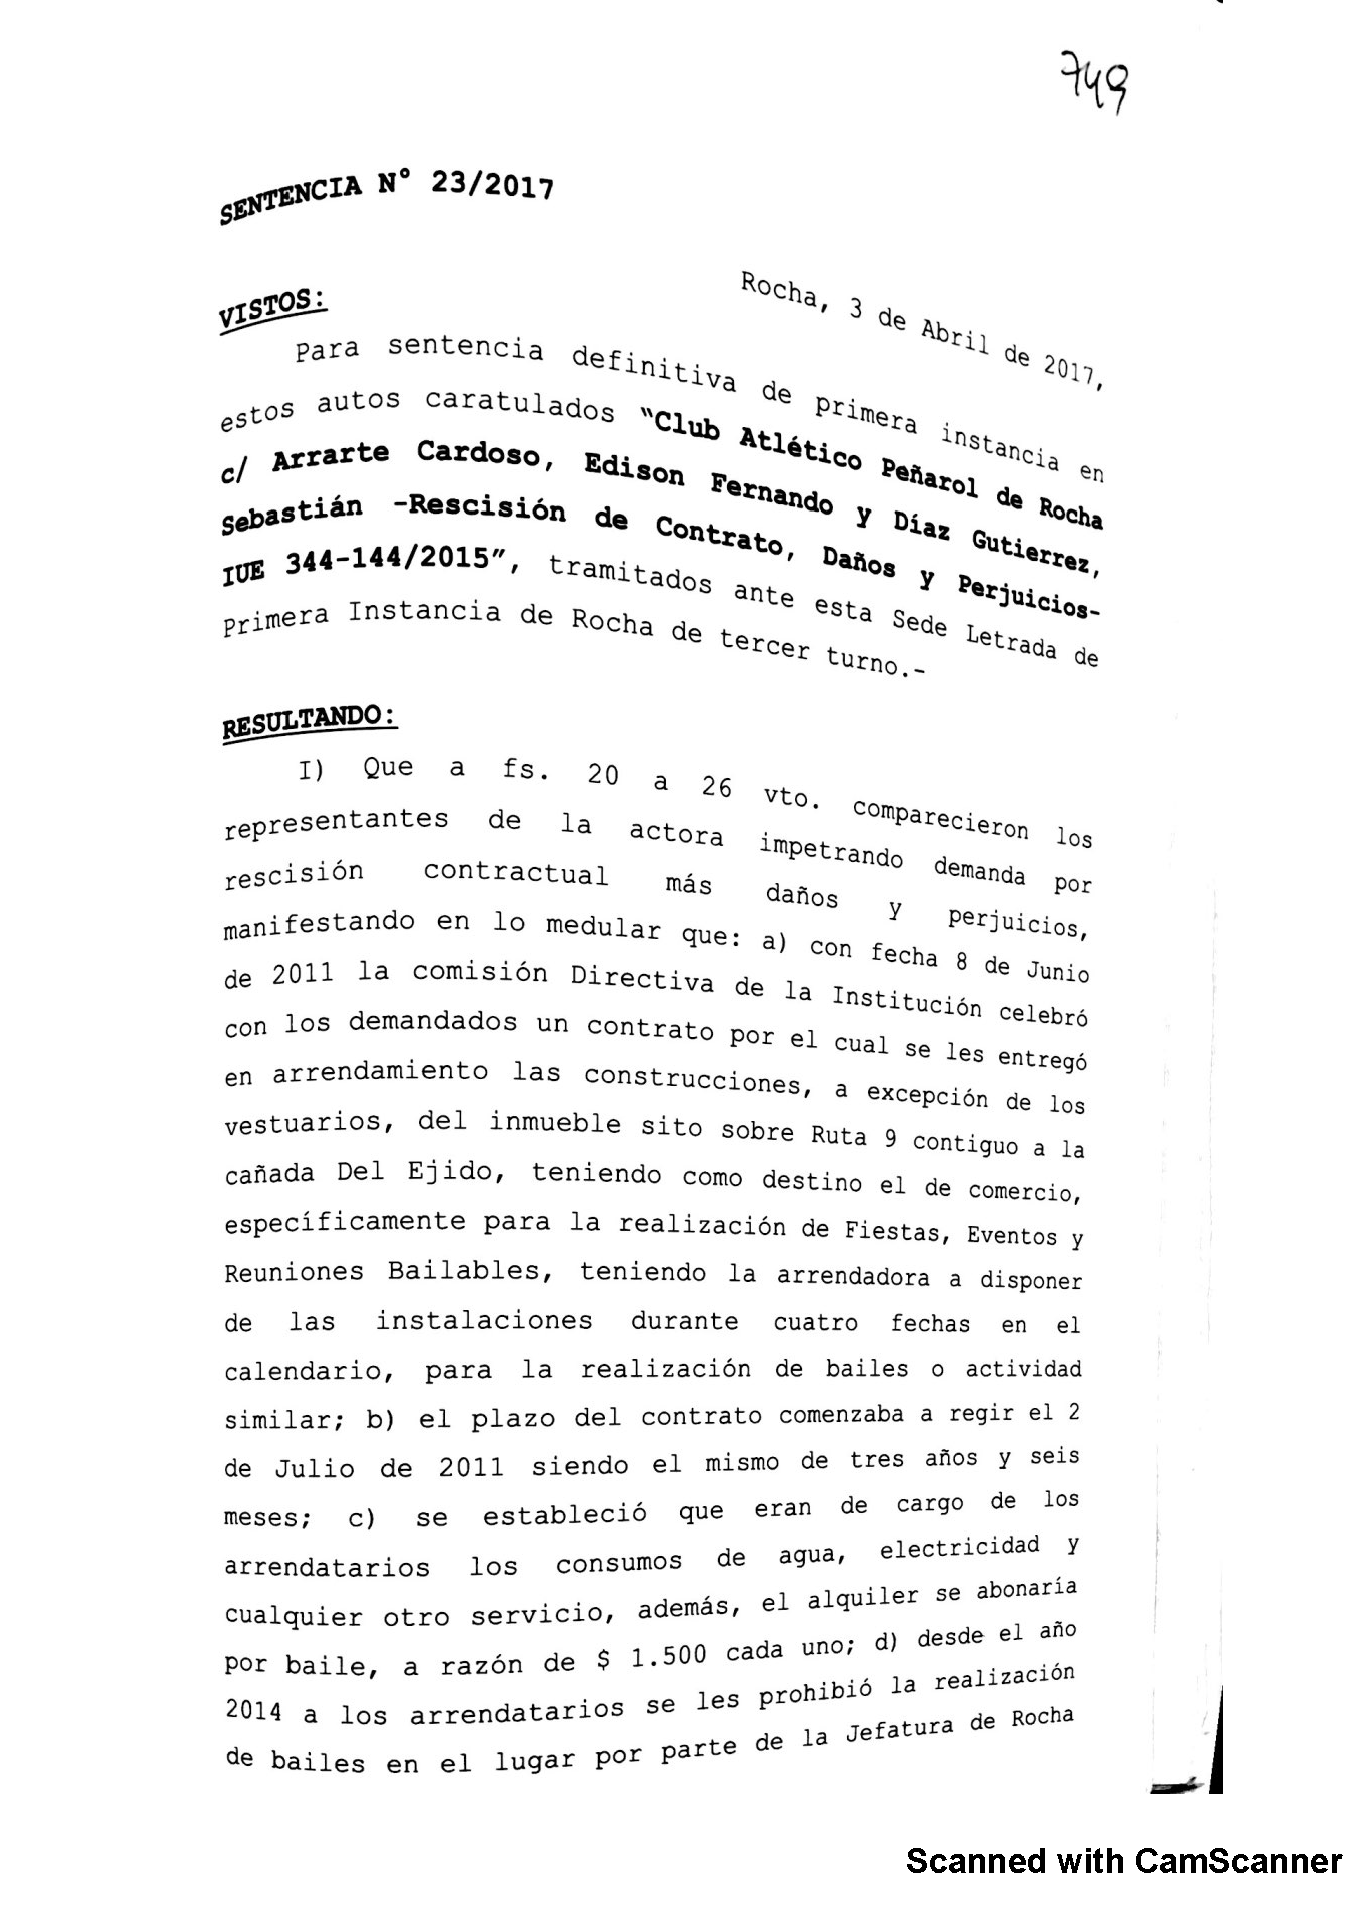 749
SENTENCIA N° 23/2017
Rocha, 3 de Abril de 2017,
VISTOS:
Para sentencia definitiva de primera instancia en
estos autos caratulados "Club Atlético Peñarol de Rocha
c/ Arrarte Cardoso, Edison Fernando y Díaz Gutierrez,
Sebastián -Rescisión de Contrato, Daños y Perjuicios-
IUE 344-144/2015", tramitados ante esta Sede Letrada de
Primera Instancia de Rocha de tercer turno.-
RESULTANDO:
I) Que a fs. 20 a 26 vto. comparecieron los
representantes de la actora impetrando demanda por
rescisión contractual más daños y perjuicios,
manifestando en lo medular que: a) con fecha 8 de Junio
de 2011 la comisión Directiva de la Institución celebró
con los demandados un contrato por el cual se les entregó
en arrendamiento las construcciones, a excepción de los
vestuarios, del inmueble sito sobre Ruta 9 contiguo a la
cañada Del Ejido, teniendo como destino el de comercio,
específicamente para la realización de Fiestas, Eventos y
Reuniones Bailables, teniendo la arrendadora a disponer
de las instalaciones durante cuatro fechas en el
calendario, para la realización de bailes o actividad
similar; b) el plazo del contrato comenzaba a regir el 2
de Julio de 2011 siendo el mismo de tres años y seis
meses; c) se estableció que eran de cargo de los
arrendatarios los consumos de agua, electricidad y
cualquier otro servicio, además, el alquiler se abonaría
por baile, a razón de $ 1.500 cada uno; d) desde el año
2014 a los arrendatarios se les prohibió la realización
de bailes en el lugar por parte de la Jefatura de Rocha
Scanned with CamScanner